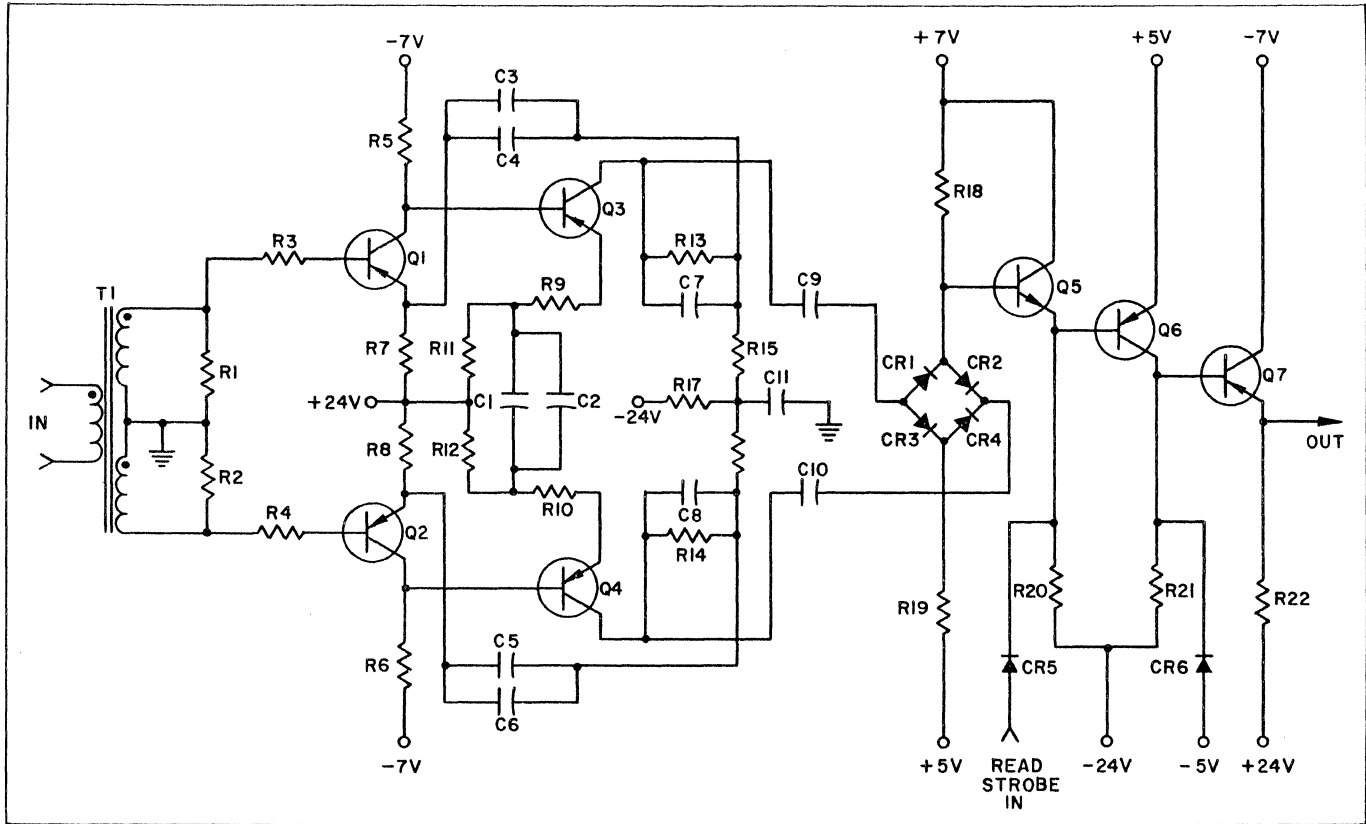 -7V
+7V
+5V
-7V
C3
C4
R5
R18
Q3
R3
Q1
R13
Q5
C7
C9
T1
R9
Q6
R7
R11
R15
CR1
CR2
Q7
R1
C11
IN
+24V
C1
C2
-24V
R17
CR3
CR4
OUT
R8
R12
R2
C10
R4
R10
C8
Q2
R14
Q4
R19
R20
R21
R22
C5
R6
CR5
CR6
C6
-7V
+5V
READ
STROBE
IN
-24V
-5V
+24V